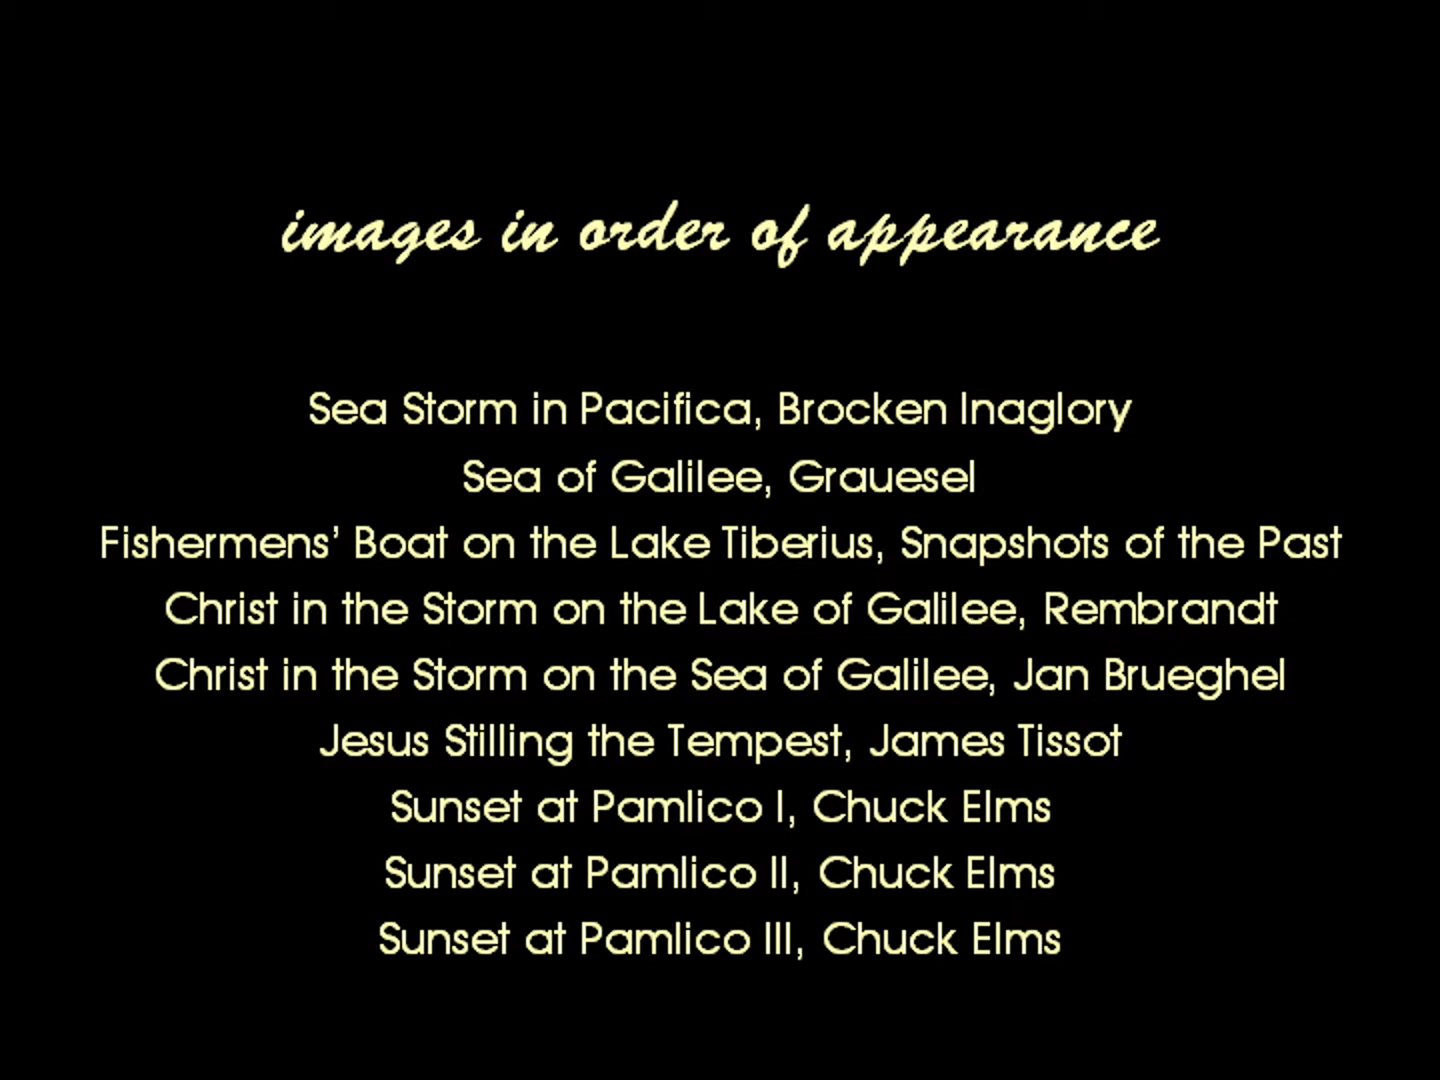 images in order of appearance
Sea Storm in Pacifica, Brocken Inaglory
Sea of Galilee, Grauesel
Fishermens’ Boat on the Lake Tiberius, Snapshots of the Past
Christ in the Storm on the Lake of Galilee, Rembrandt
Christ in the Storm on the Sea of Galilee, Jan Brueghel
Jesus Stilling the Tempest, James Tissot
Sunset at Pamlico I, Chuck Elms
Sunset at Pamlico II, Chuck Elms
Sunset at Pamlico III, Chuck Elms